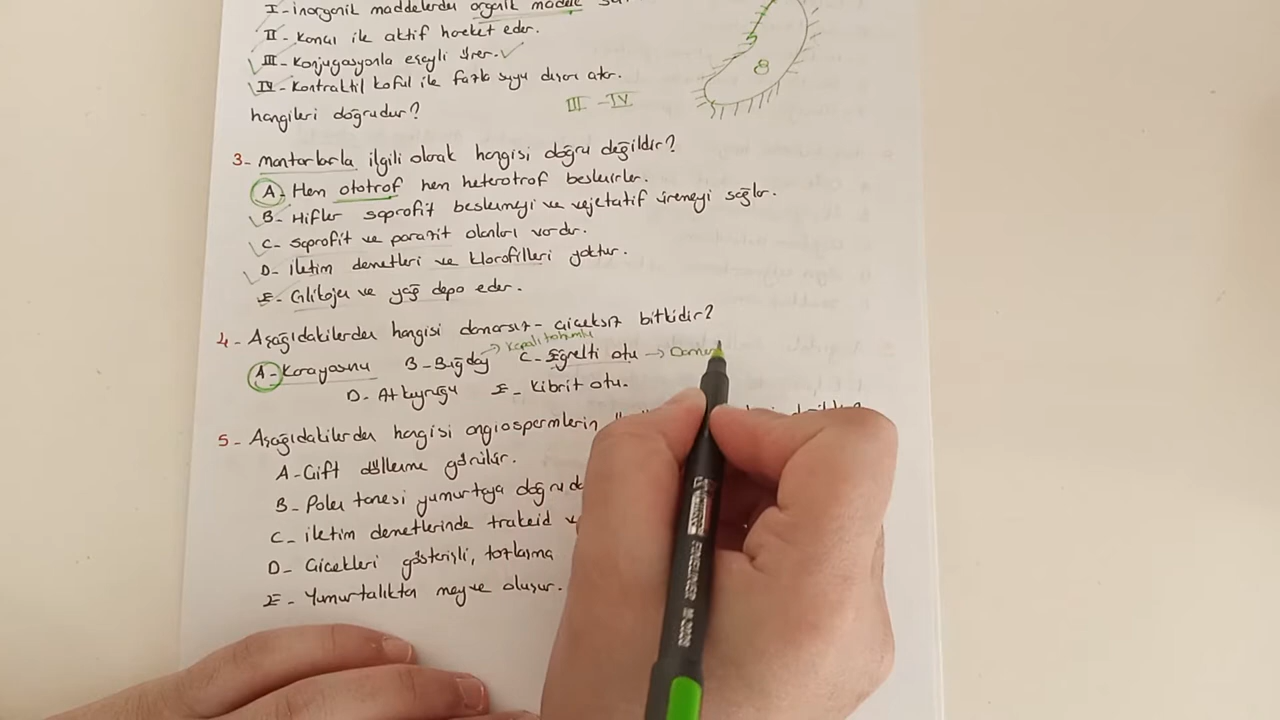 I- inorganik maddelerden organik madde
II- Kamçı ile aktif hareket eder.
III- Konjugasyonla eşeyli ürer.
IV- Kontraktil koful ile fazla suyu dışarı atar.
hangileri doğrudur? III - IV
3- Mantarlarla ilgili olarak hangisi doğru değildir?
A- Hem ototrof hem heterotrof beslenirler.
B- Hifler saprofit beslenmeyi ve vejetatif üremeyi sağlar.
C- Saprofit ve parazit olanları vardır.
D- İletim demetleri ve klorofilleri yoktur.
E- Glikojen ve yağ depo eder.
4- Aşağıdakilerden hangisi damarsız - çiçeksiz bitkidir?
→ Kapalı tohumlu
A- Karayosunu B- Buğday C- Eğrelti otu →
D- Atkuyruğu E- Kibrit otu.
5- Aşağıdakilerden hangisi angiospermlerin
A- Çift döllenme görülür.
B- Polen tanesi yumurtaya doğru
C- İletim demetlerinde trakeid
D- Çiçekleri gösterişli, tozlaşma
E- Yumurtalıktan meyve oluşur.